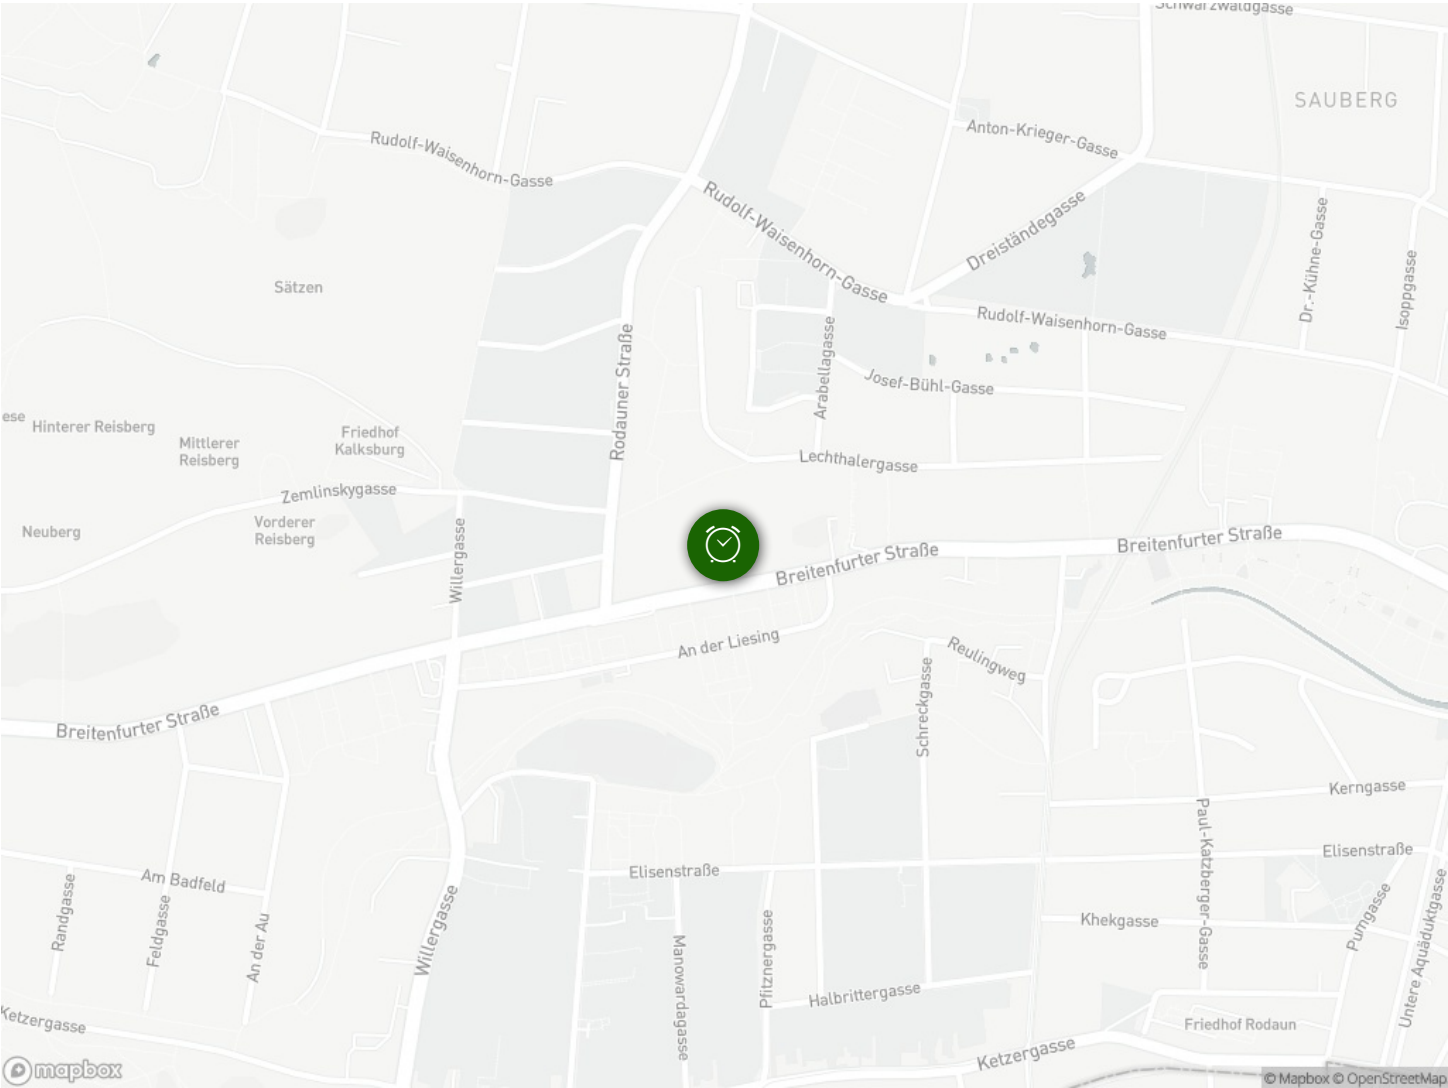 Schwarzwaldgasse
SAUBERG
Anton-Krieger-Gasse
Rudolf-Waisenhorn-Gasse
Rudolf-Waisenhorn-Gasse
Dreiständegasse
Dr.-Kühne-Gasse
Isoppgasse
Sätzen
Rudolf-Waisenhorn-Gasse
Rodauner Straße
Arabellagasse
Josef-Bühl-Gasse
ese
Hinterer Reisberg
Mittlerer
Reisberg
Friedhof
Kalksburg
Lechthalergasse
Zemlinskygasse
Neuberg
Vorderer
Reisberg
Willergasse
Breitenfurter Straße
Breitenfurter Straße
An der Liesing
Reulingweg
Schreckgasse
Breitenfurter Straße
Kerngasse
Paul-Katzberger-Gasse
Elisenstraße
Elisenstraße
Am Badfeld
Randgasse
Feldgasse
An der Au
Willergasse
Manowardagasse
Pfitznergasse
Khekgasse
Pumgasse
Untere Aquäduktgasse
Halbrittergasse
Ketzergasse
Friedhof Rodaun
Ketzergasse
mapbox
© Mapbox © OpenStreetMap